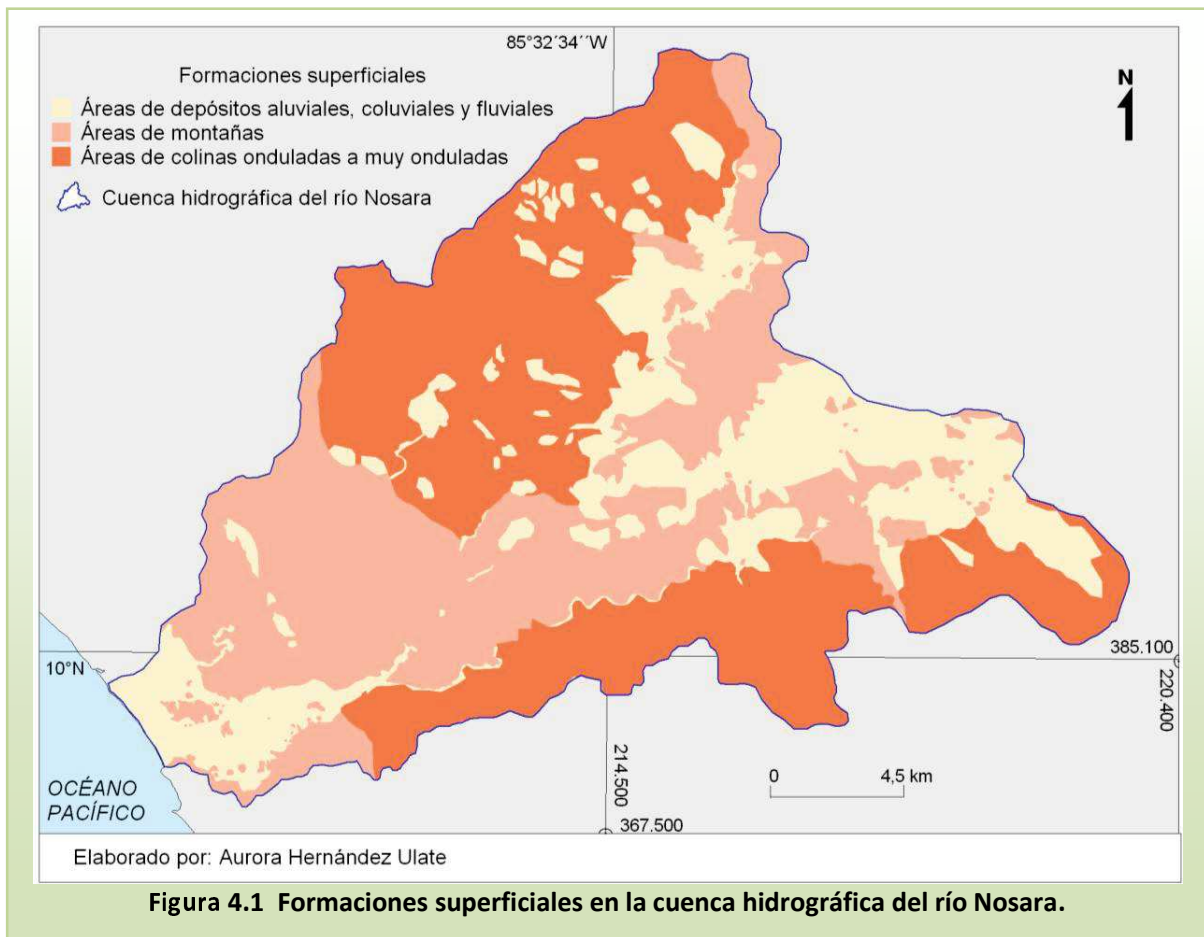 85°32´34´´W
Formaciones superficiales
Áreas de depósitos aluviales, coluviales y fluviales
Áreas de montañas
Áreas de colinas onduladas a muy onduladas
Cuenca hidrográfica del río Nosara
N
10°N
385.100
220.400
214.500
0 4,5 km
OCÉANO
PACÍFICO
367.500
Elaborado por: Aurora Hernández Ulate
Figura 4.1 Formaciones superficiales en la cuenca hidrográfica del río Nosara.